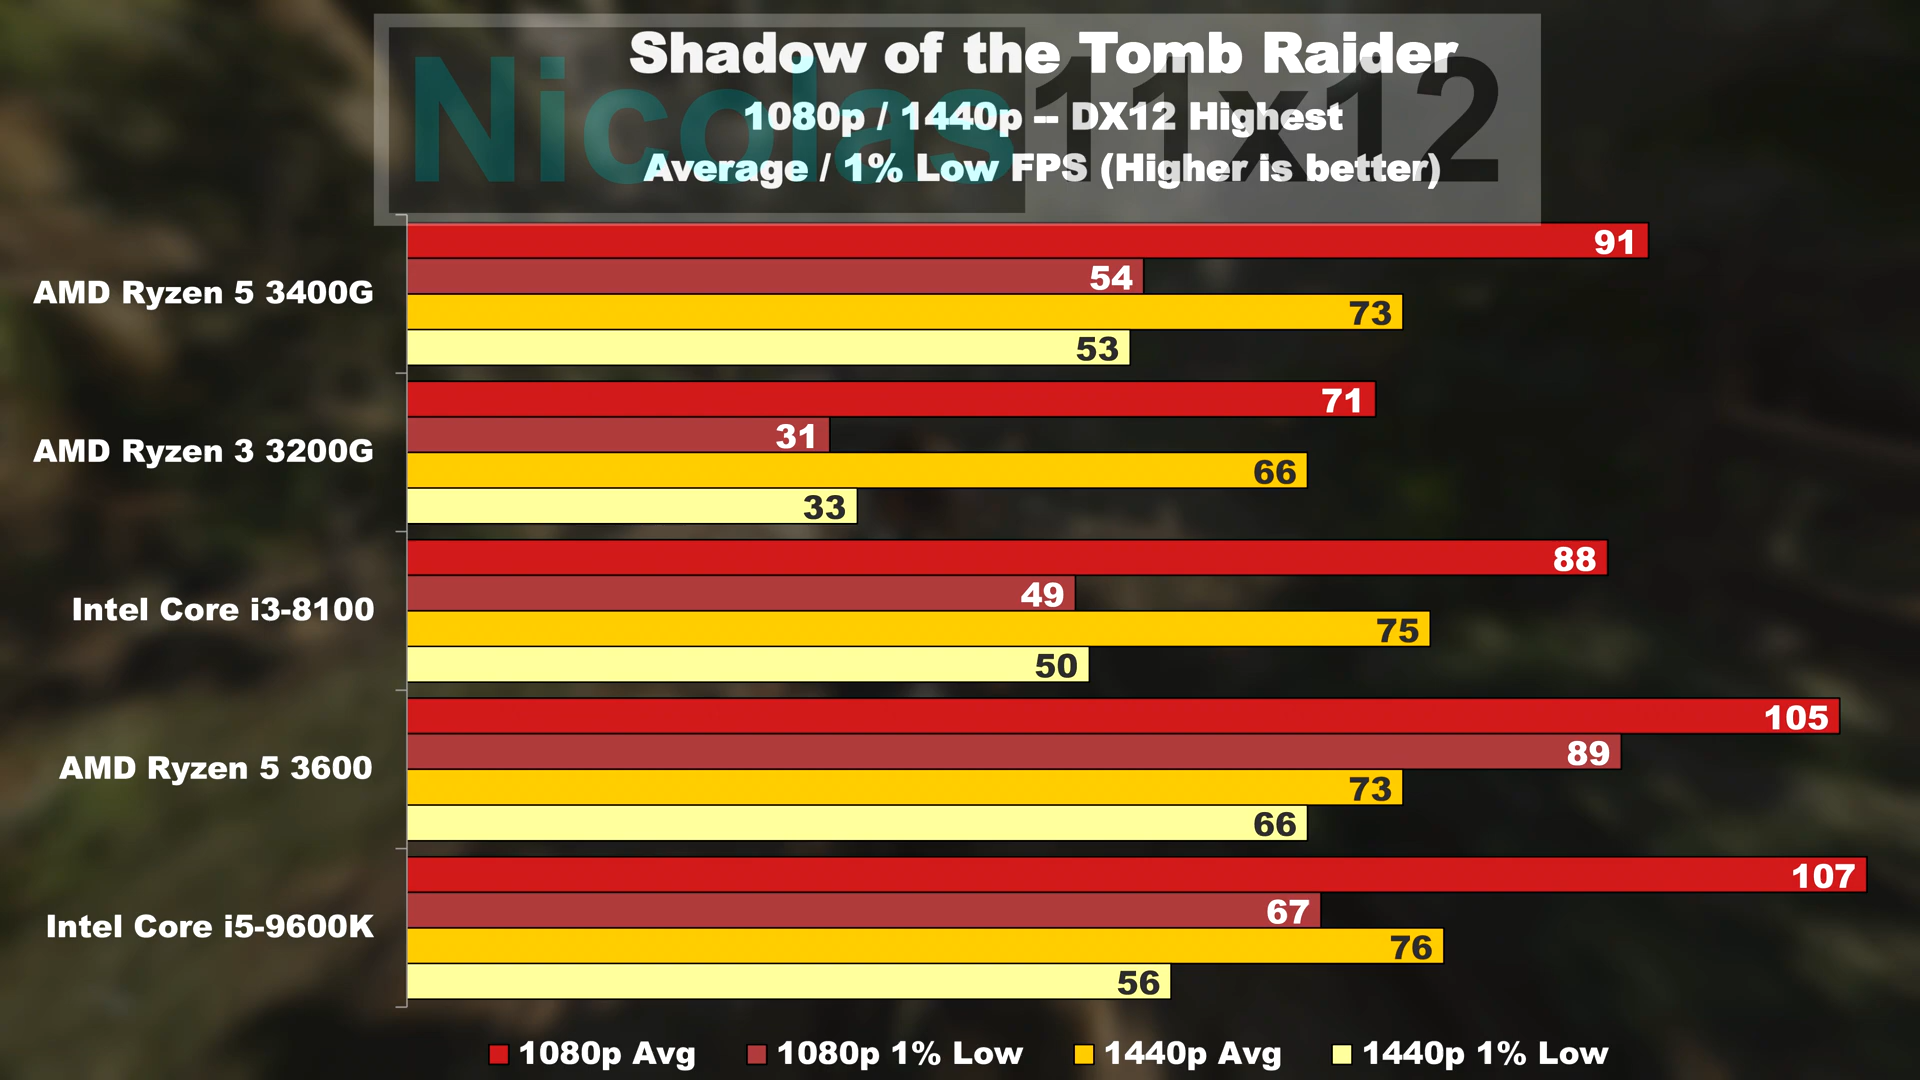 Nicolas11x12
Shadow of the Tomb Raider
1080p / 1440p -- DX12 Highest
Average / 1% Low FPS (Higher is better)
AMD Ryzen 5 3400G
91
54
73
53
AMD Ryzen 3 3200G
71
31
66
33
Intel Core i3-8100
88
49
75
50
AMD Ryzen 5 3600
105
89
73
66
Intel Core i5-9600K
107
67
76
56
1080p Avg 1080p 1% Low 1440p Avg 1440p 1% Low